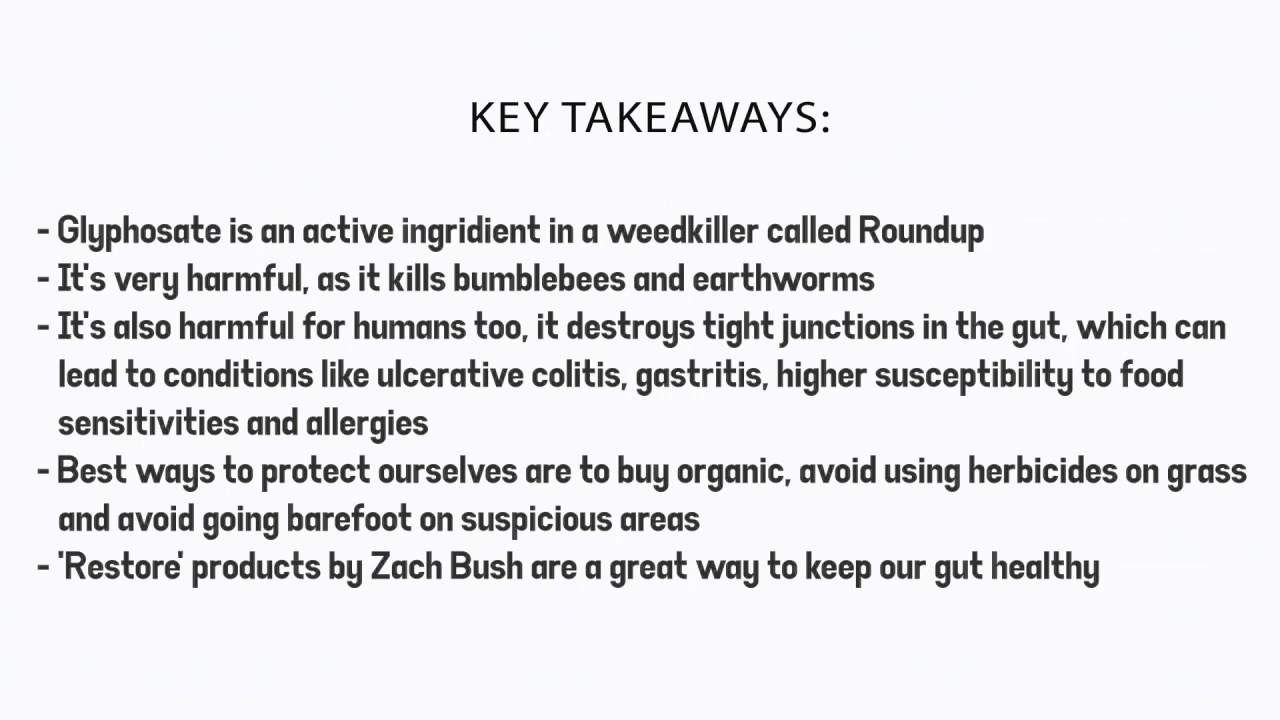 KEY TAKEAWAYS:
- Glyphosate is an active ingridient in a weedkiller called Roundup
- It's very harmful, as it kills bumblebees and earthworms
- It's also harmful for humans too, it destroys tight junctions in the gut, which can
lead to conditions like ulcerative colitis, gastritis, higher susceptibility to food
sensitivities and allergies
- Best ways to protect ourselves are to buy organic, avoid using herbicides on grass
and avoid going barefoot on suspicious areas
- 'Restore' products by Zach Bush are a great way to keep our gut healthy